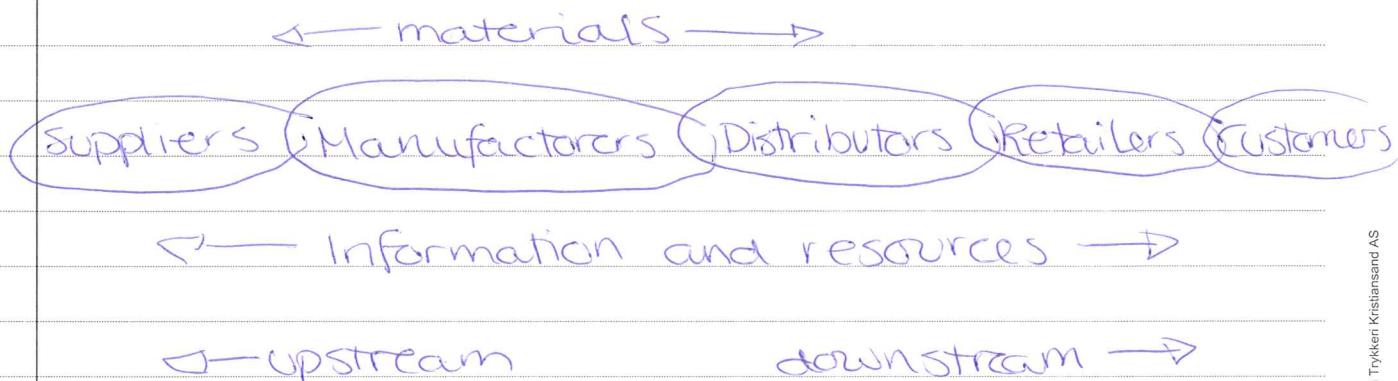 ← materials →
Suppliers Manufactorers Distributors Retailers Customers
← Information and resources →
← upstream downstream →
Trykkeri Kristiansand AS